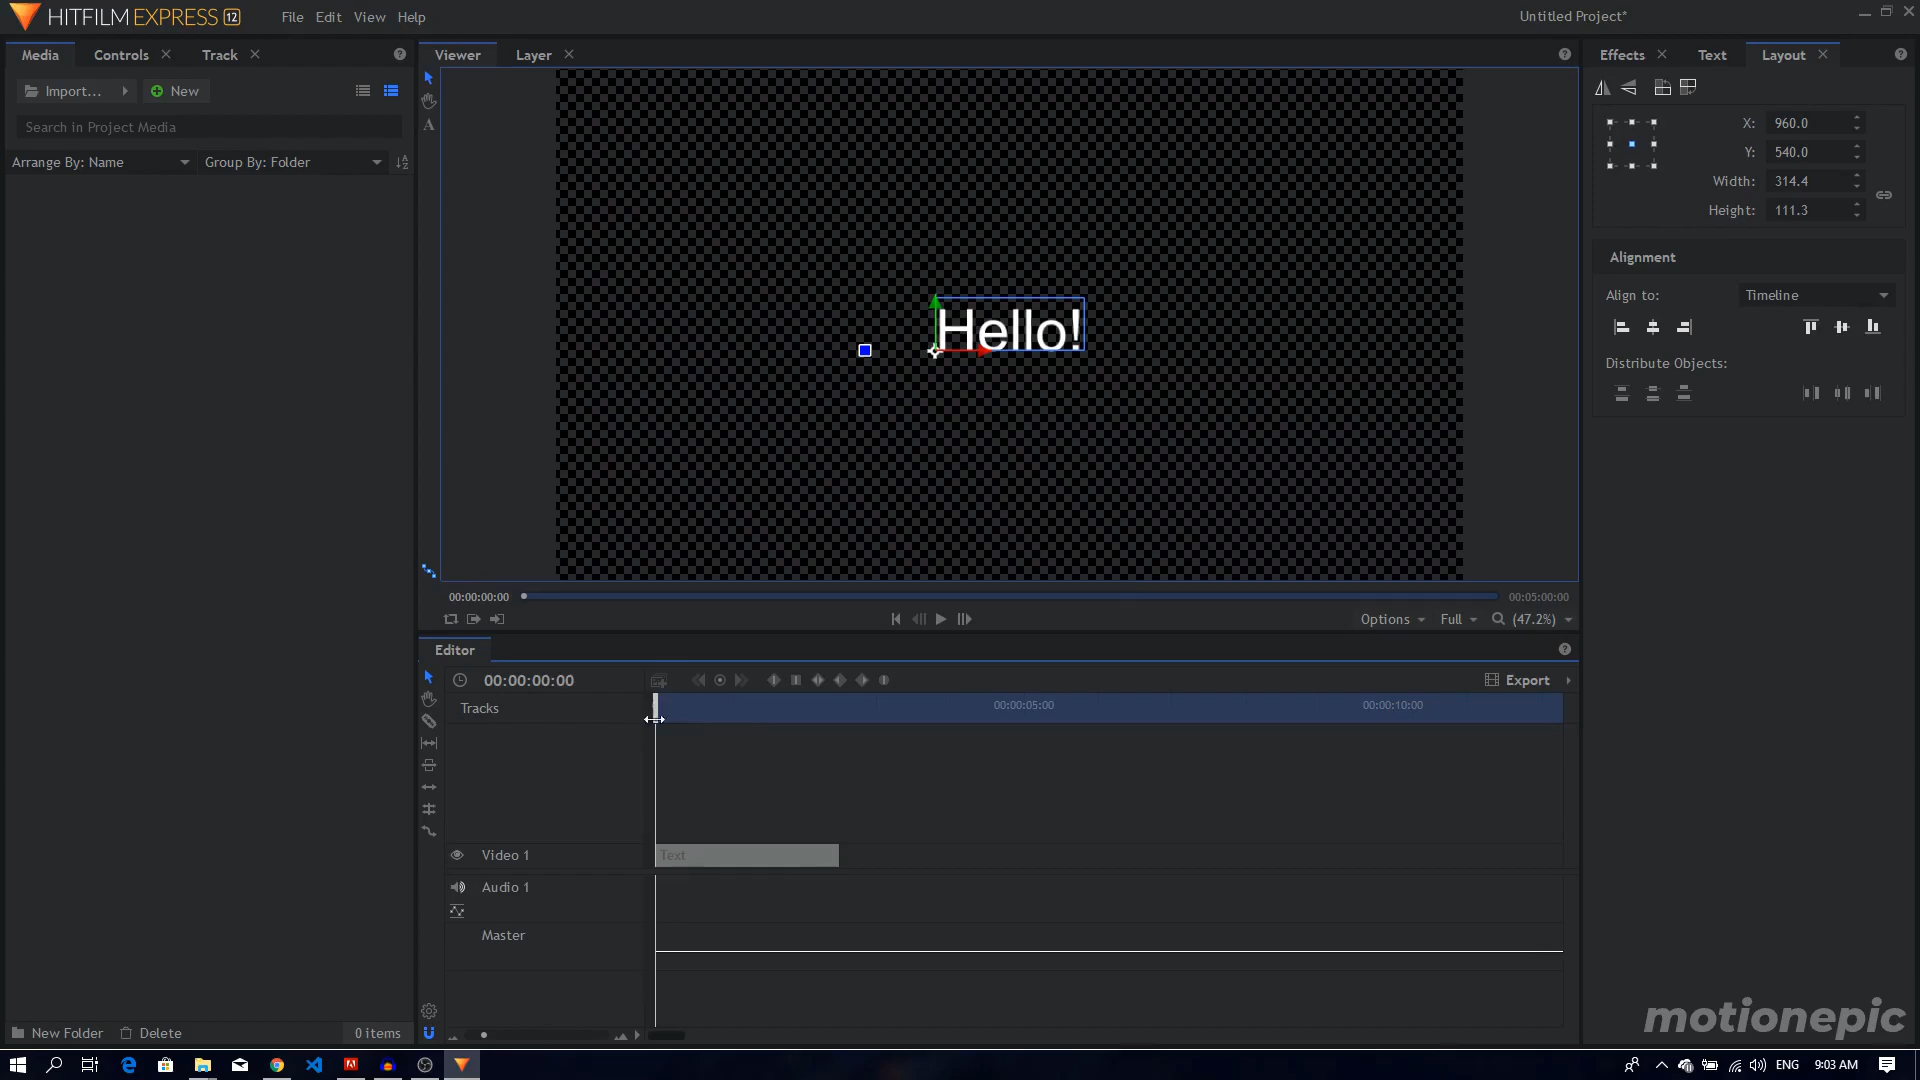 HITFILM EXPRESS 12
File Edit View Help
Untitled Project*
Media Controls Track
Viewer Layer
Effects Text Layout
Import... New
Search in Project Media
Arrange By: Name Group By: Folder
X: 960.0
Y: 540.0
Width: 314.4
Height: 111.3
Alignment
Align to: Timeline
Distribute Objects:
Hello!
00:00:00:00 00:05:00:00
Options Full (47.2%)
Editor
00:00:00:00
Export
Tracks
00:00:05:00 00:00:10:00
Video 1 Text
Audio 1
Master
New Folder Delete 0 items
motionepic
ENG 9:03 AM